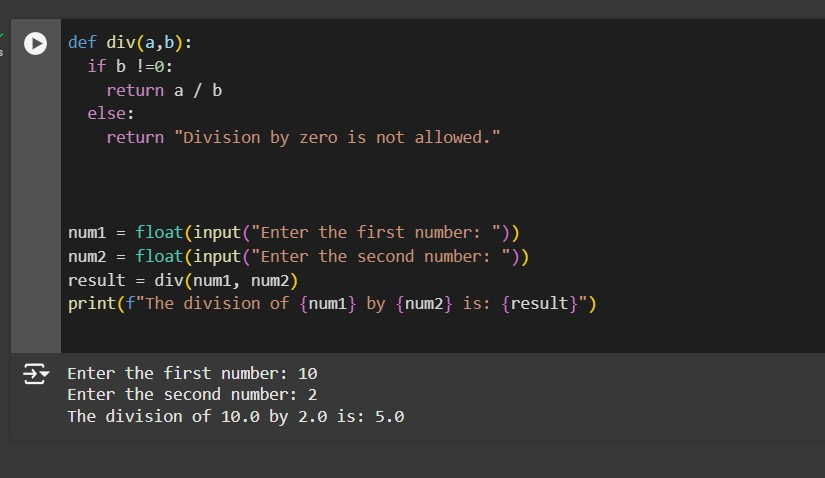 def div(a,b):
  if b !=0:
    return a / b
  else:
    return "Division by zero is not allowed."
num1 = float(input("Enter the first number: "))
num2 = float(input("Enter the second number: "))
result = div(num1, num2)
print(f"The division of {num1} by {num2} is: {result}")
Enter the first number: 10
Enter the second number: 2
The division of 10.0 by 2.0 is: 5.0